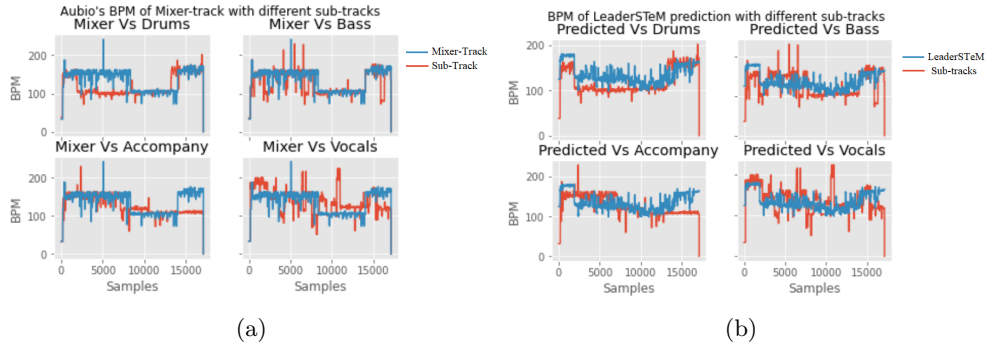 Aubio's BPM of Mixer-track with different sub-tracks
Mixer Vs Drums
Mixer Vs Bass
200
100
0
BPM
Mixer-Track
Sub-Track
Mixer Vs Accompany
Mixer Vs Vocals
200
100
0
BPM
0 5000 10000 15000
0 5000 10000 15000
Samples
Samples
(a)
BPM of LeaderSTeM prediction with different sub-tracks
Predicted Vs Drums
Predicted Vs Bass
200
100
0
BPM
LeaderSTeM
Sub-tracks
Predicted Vs Accompany
Predicted Vs Vocals
200
100
0
BPM
0 5000 10000 15000
0 5000 10000 15000
Samples
Samples
(b)